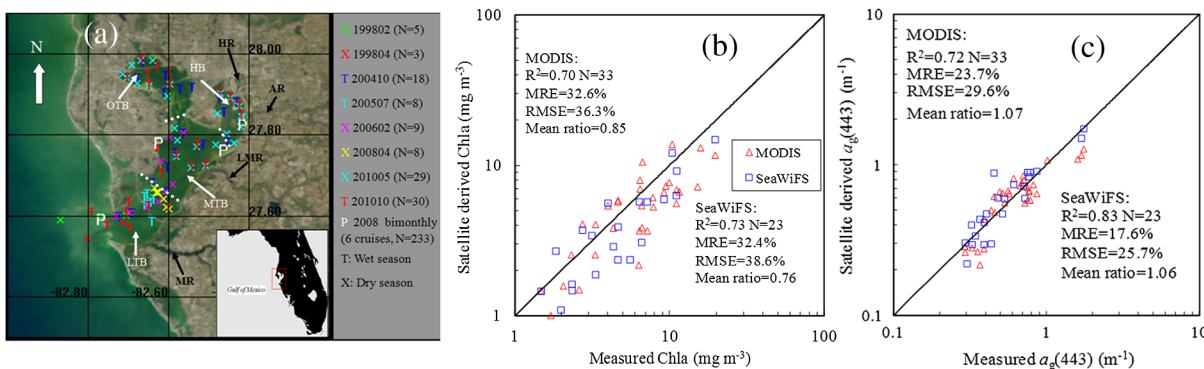 (a)
N
HR
28.00
HB
AR
OTB
P
27.80
P
LMR
MTB
27.60
P
LTB
MR
-82.80
-82.60
Gulf of Mexico
X 199802 (N=5)
X 199804 (N=3)
T 200410 (N=18)
T 200507 (N=8)
X 200602 (N=9)
X 200804 (N=8)
X 201005 (N=29)
T 201010 (N=30)
P 2008 bimonthly
(6 cruises, N=233)
T: Wet season
X: Dry season
(b)
Satellite derived Chla (mg m⁻³)
100
10
1
MODIS:
R²=0.70 N=33
MRE=32.6%
RMSE=36.3%
Mean ratio=0.85
MODIS
SeaWiFS
SeaWiFS:
R²=0.73 N=23
MRE=32.4%
RMSE=38.6%
Mean ratio=0.76
1 10 100
Measured Chla (mg m⁻³)
(c)
Satellite derived ag(443) (m⁻¹)
10
1
0.1
MODIS:
R²=0.72 N=33
MRE=23.7%
RMSE=29.6%
Mean ratio=1.07
SeaWiFS:
R²=0.83 N=23
MRE=17.6%
RMSE=25.7%
Mean ratio=1.06
0.1 1 10
Measured ag(443) (m⁻¹)